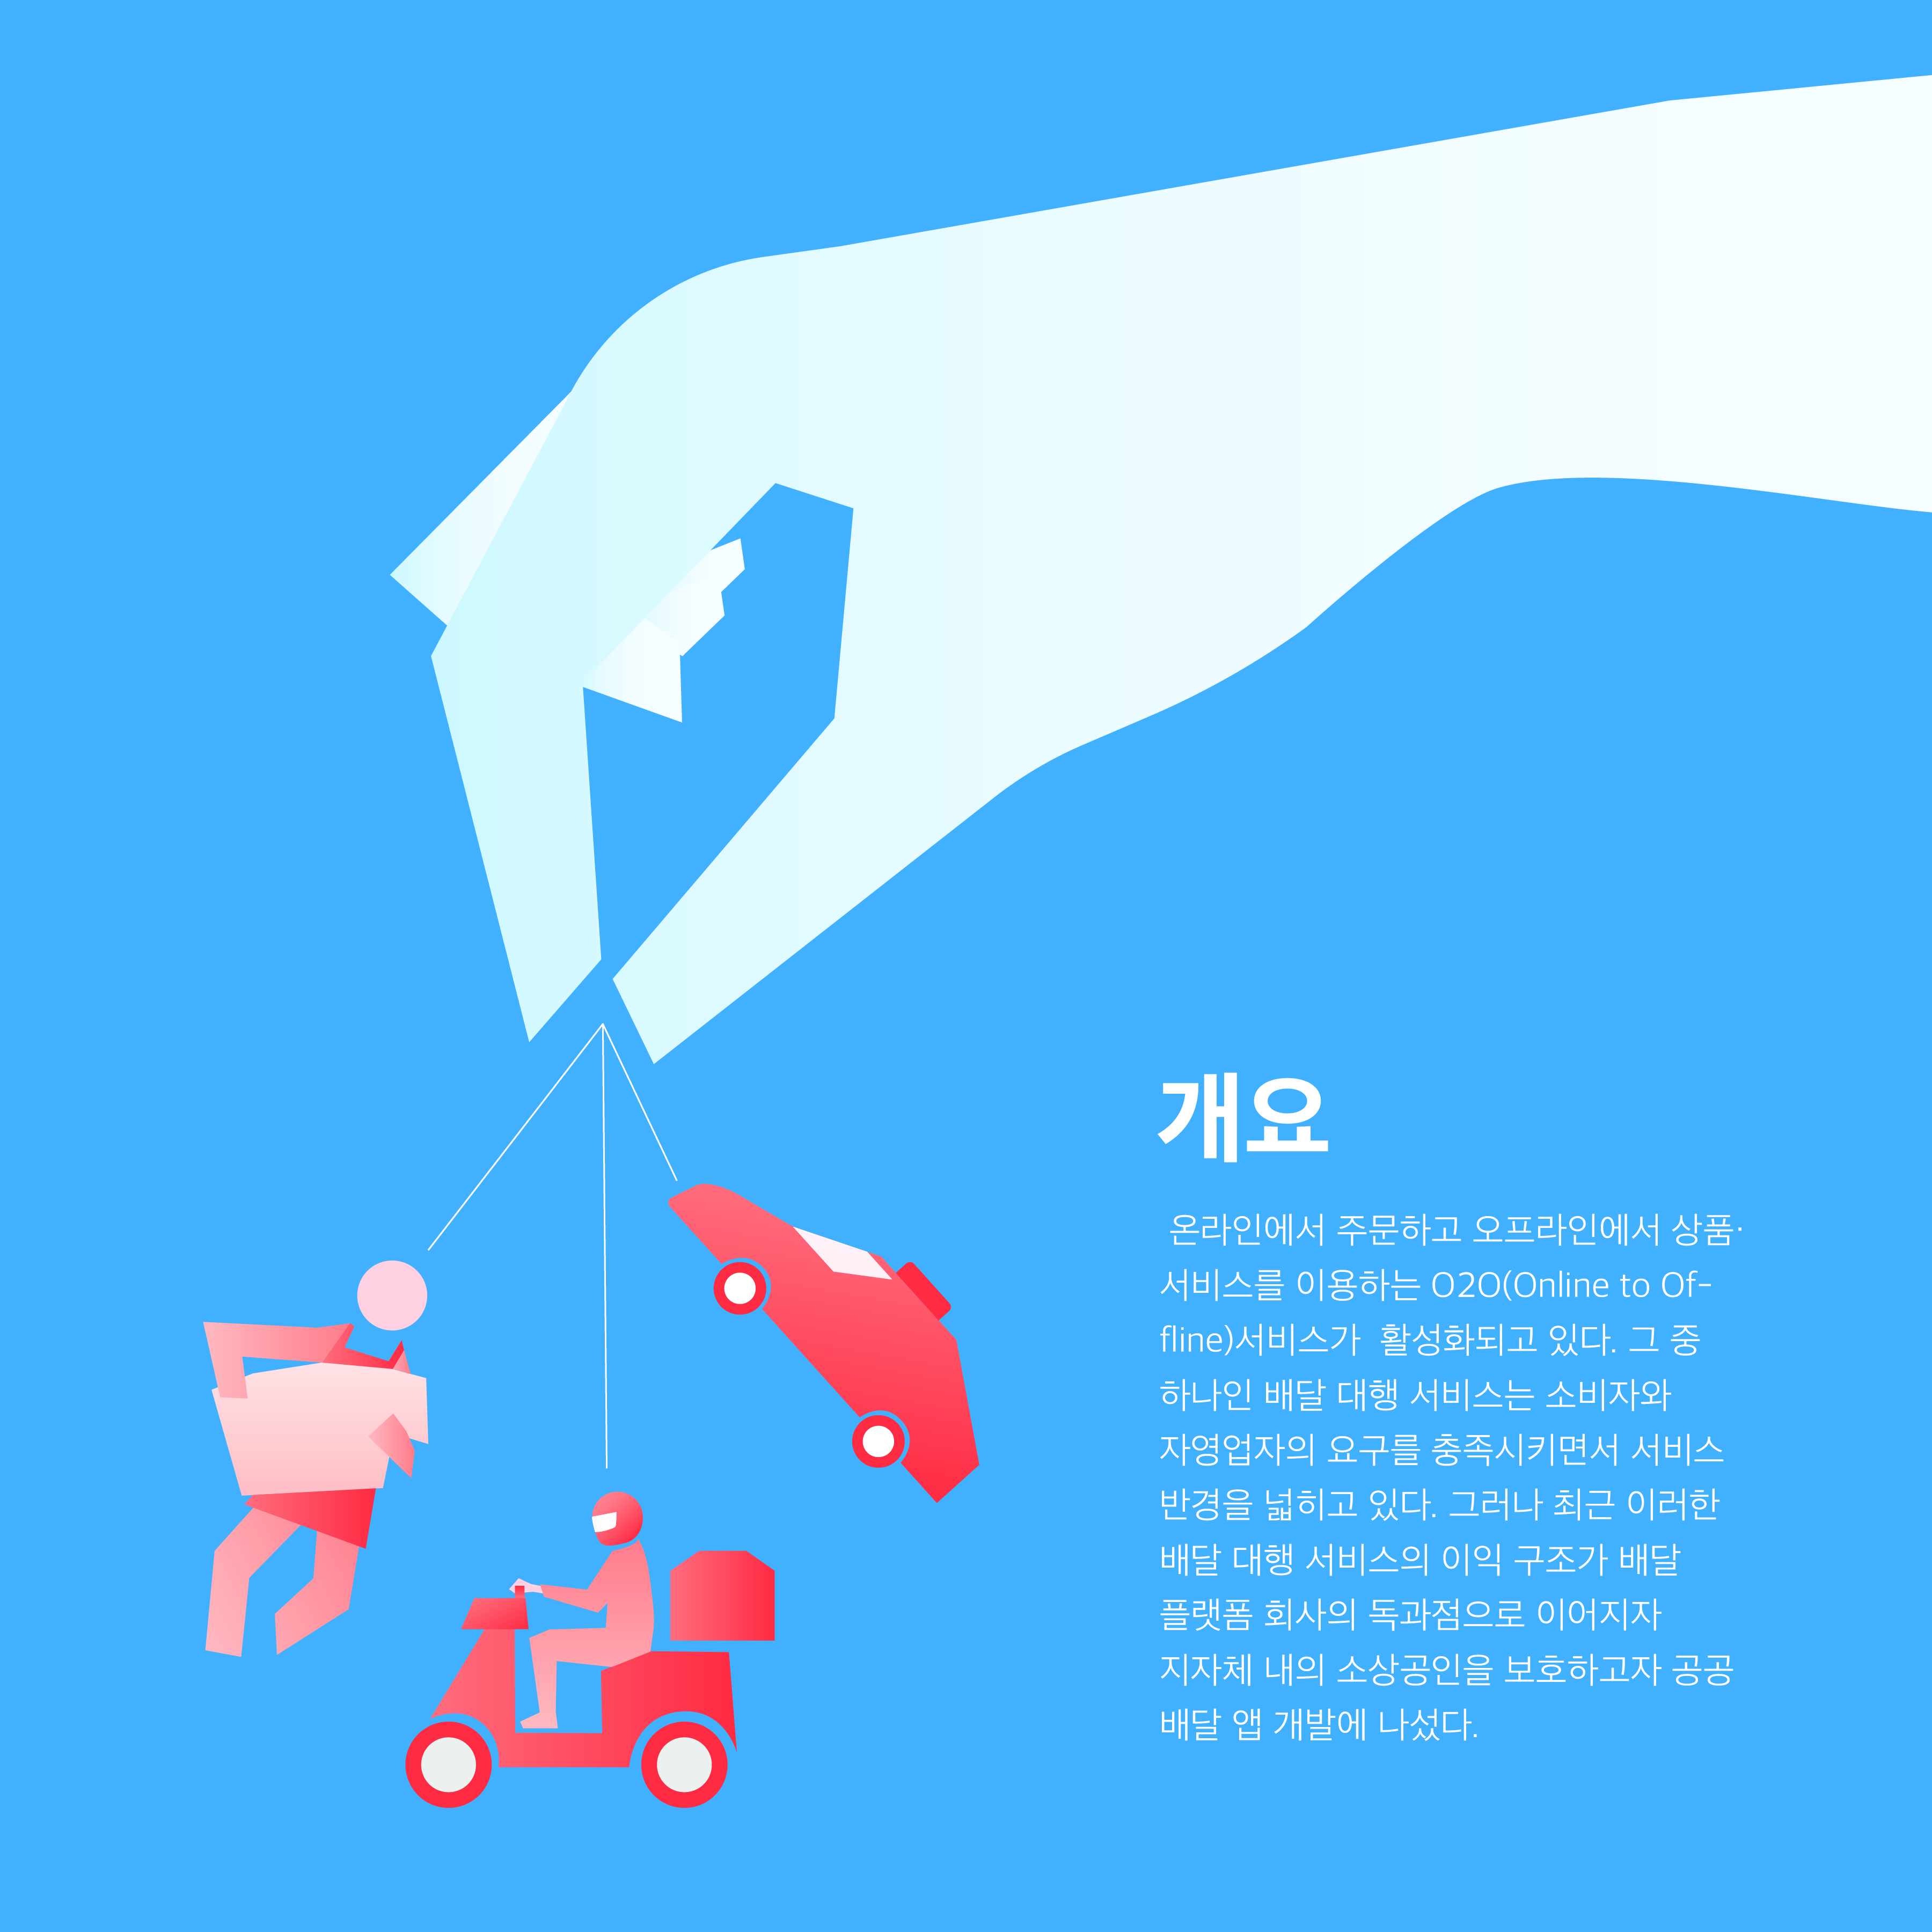 개요
온라인에서 주문하고 오프라인에서 상품·
서비스를 이용하는 O2O(Online to Of-
fline)서비스가  활성화되고 있다. 그 중
하나인 배달 대행 서비스는 소비자와
자영업자의 요구를 충족시키면서 서비스
반경을 넓히고 있다. 그러나 최근 이러한
배달 대행 서비스의 이익 구조가 배달
플랫폼 회사의 독과점으로 이어지자
지자체 내의 소상공인을 보호하고자 공공
배달 앱 개발에 나섰다.